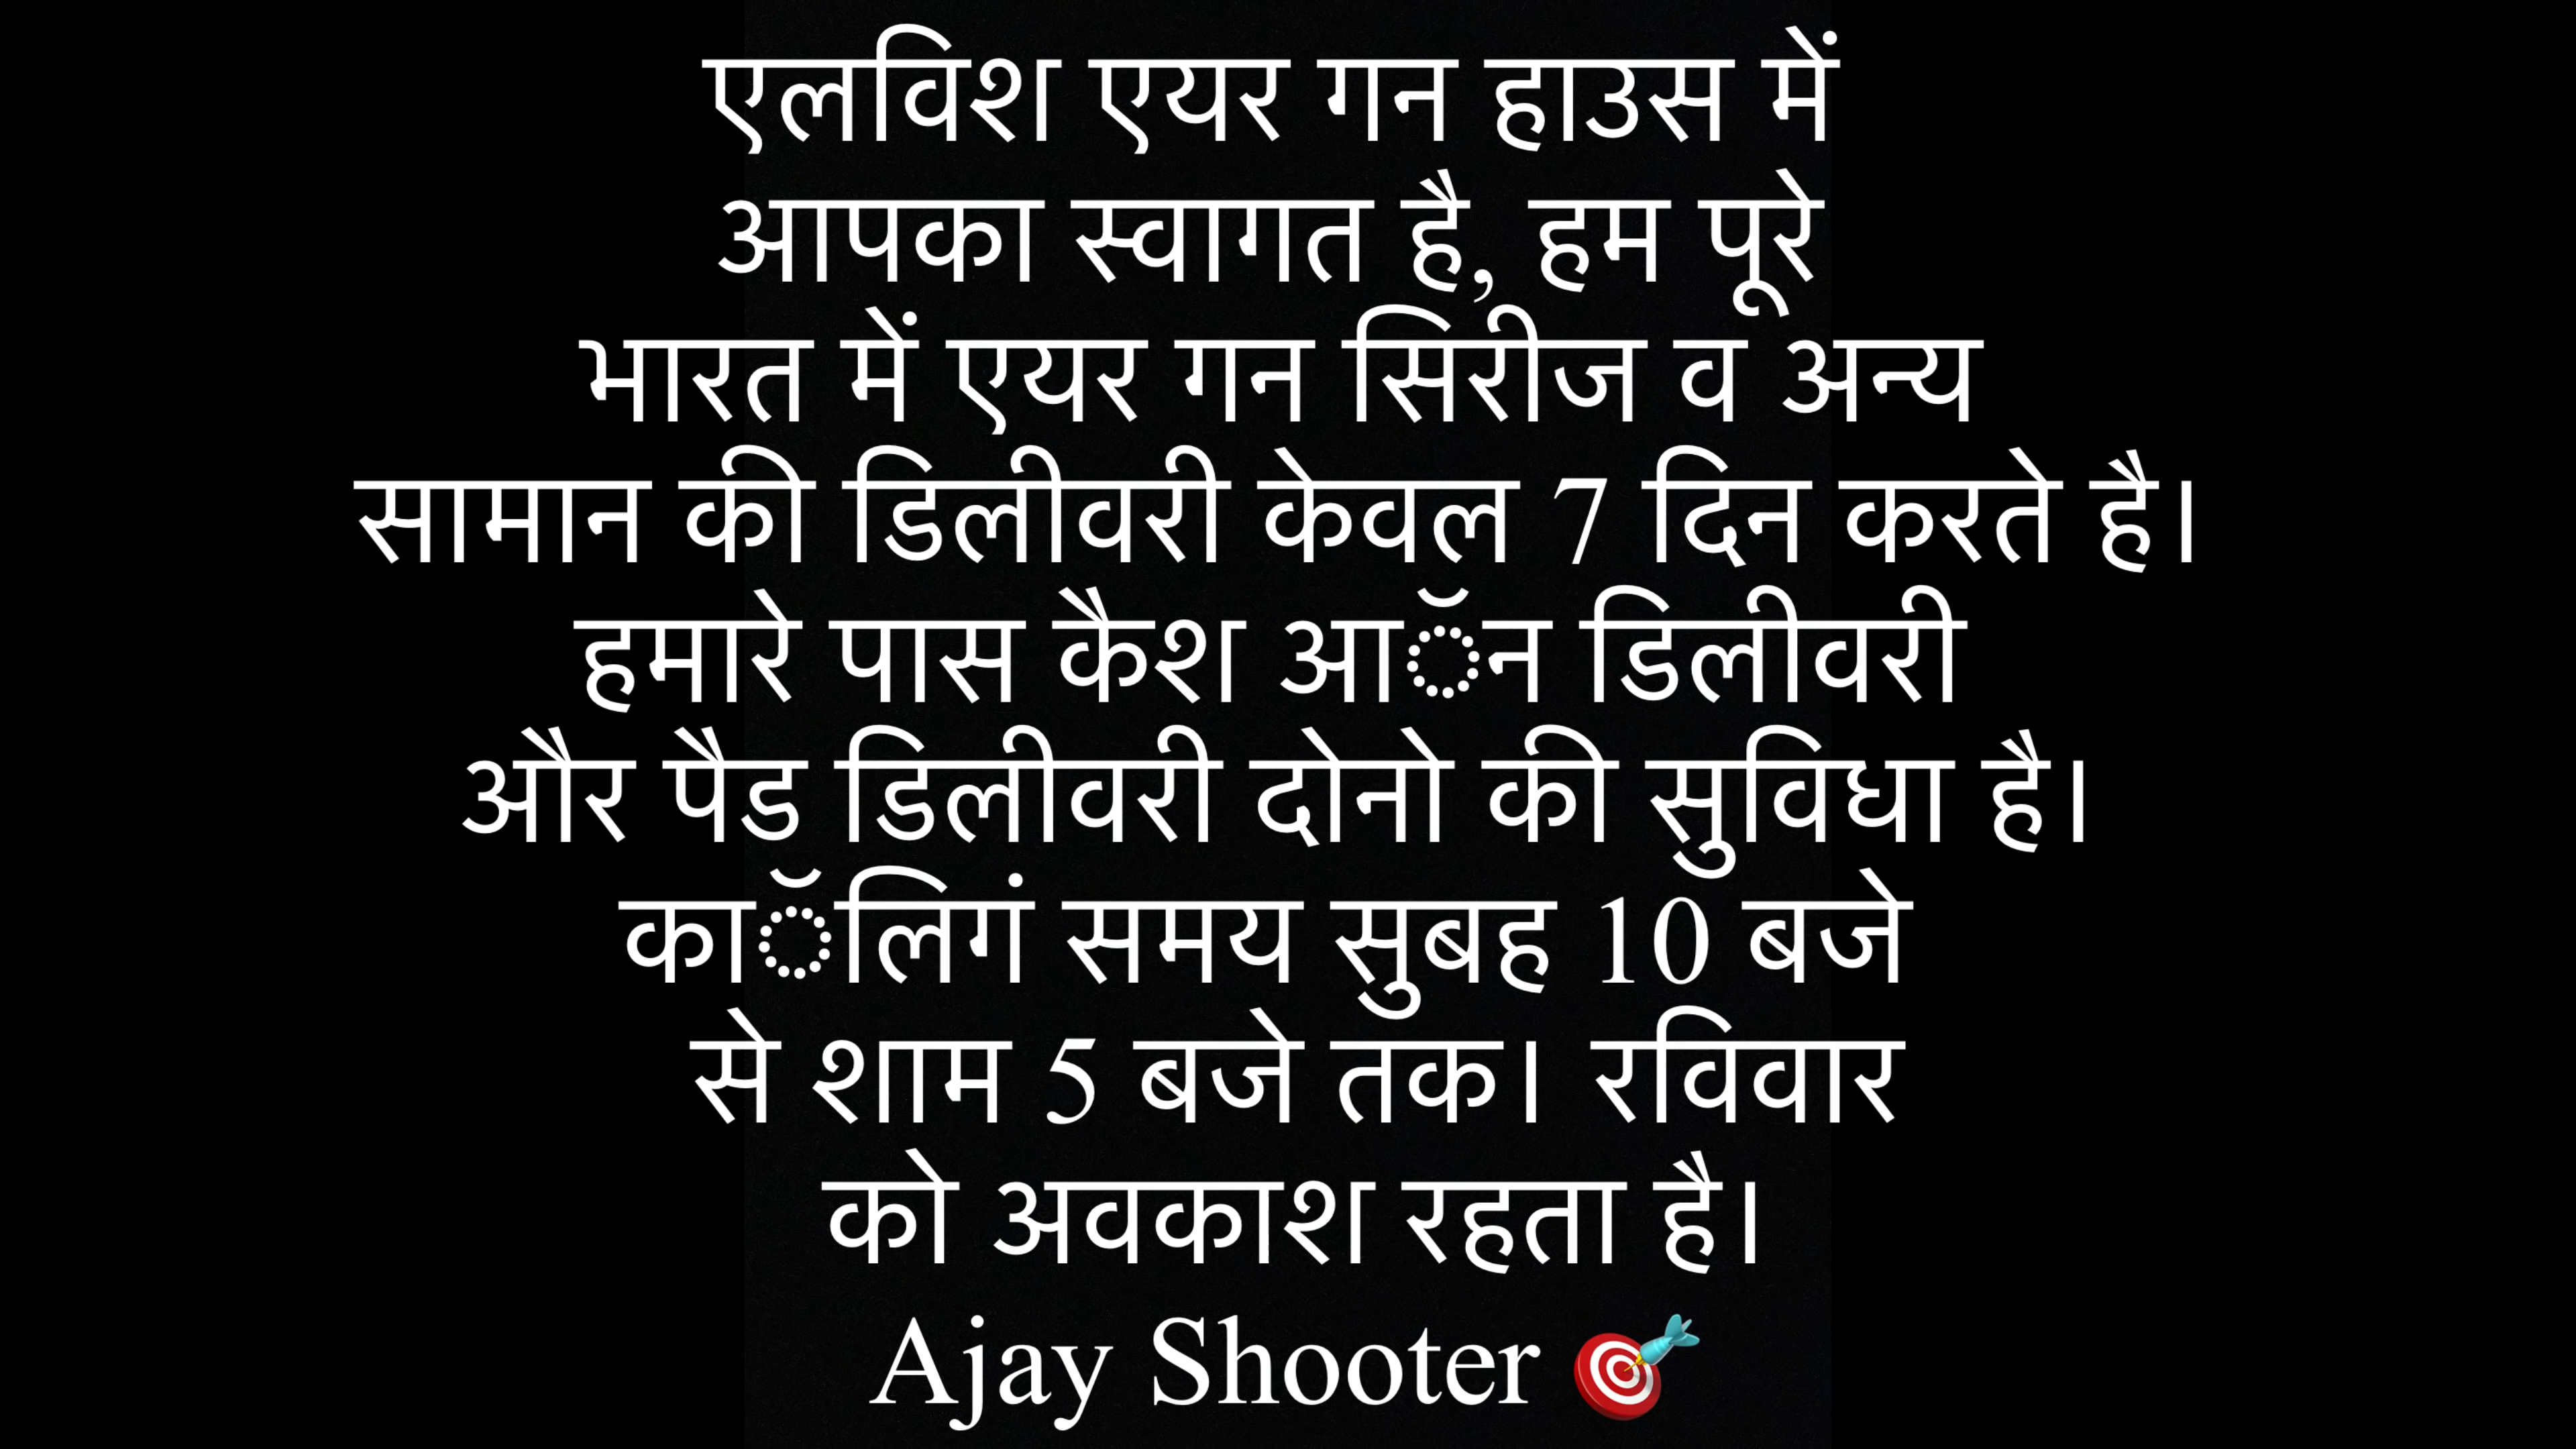 एलविश एयर गन हाउस में
आपका स्वागत है, हम पूरे
भारत में एयर गन सिरीज व अन्य
सामान की डिलीवरी केवल 7 दिन करते है।
हमारे पास कैश आॅन डिलीवरी
और पैड डिलीवरी दोनो की सुविधा है।
काॅलिगं समय सुबह 10 बजे
से शाम 5 बजे तक। रविवार
को अवकाश रहता है।
Ajay Shooter 🎯